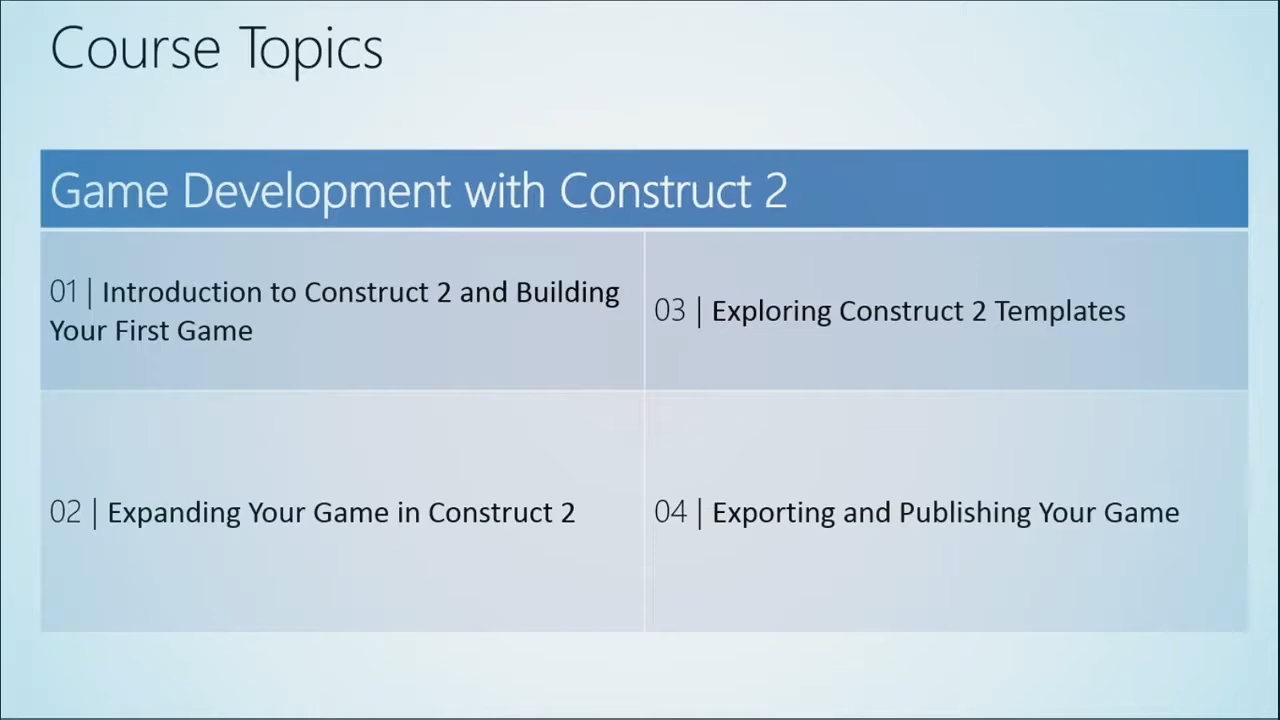 Course Topics
Game Development with Construct 2
01 | Introduction to Construct 2 and Building
Your First Game
03 | Exploring Construct 2 Templates
02 | Expanding Your Game in Construct 2
04 | Exporting and Publishing Your Game